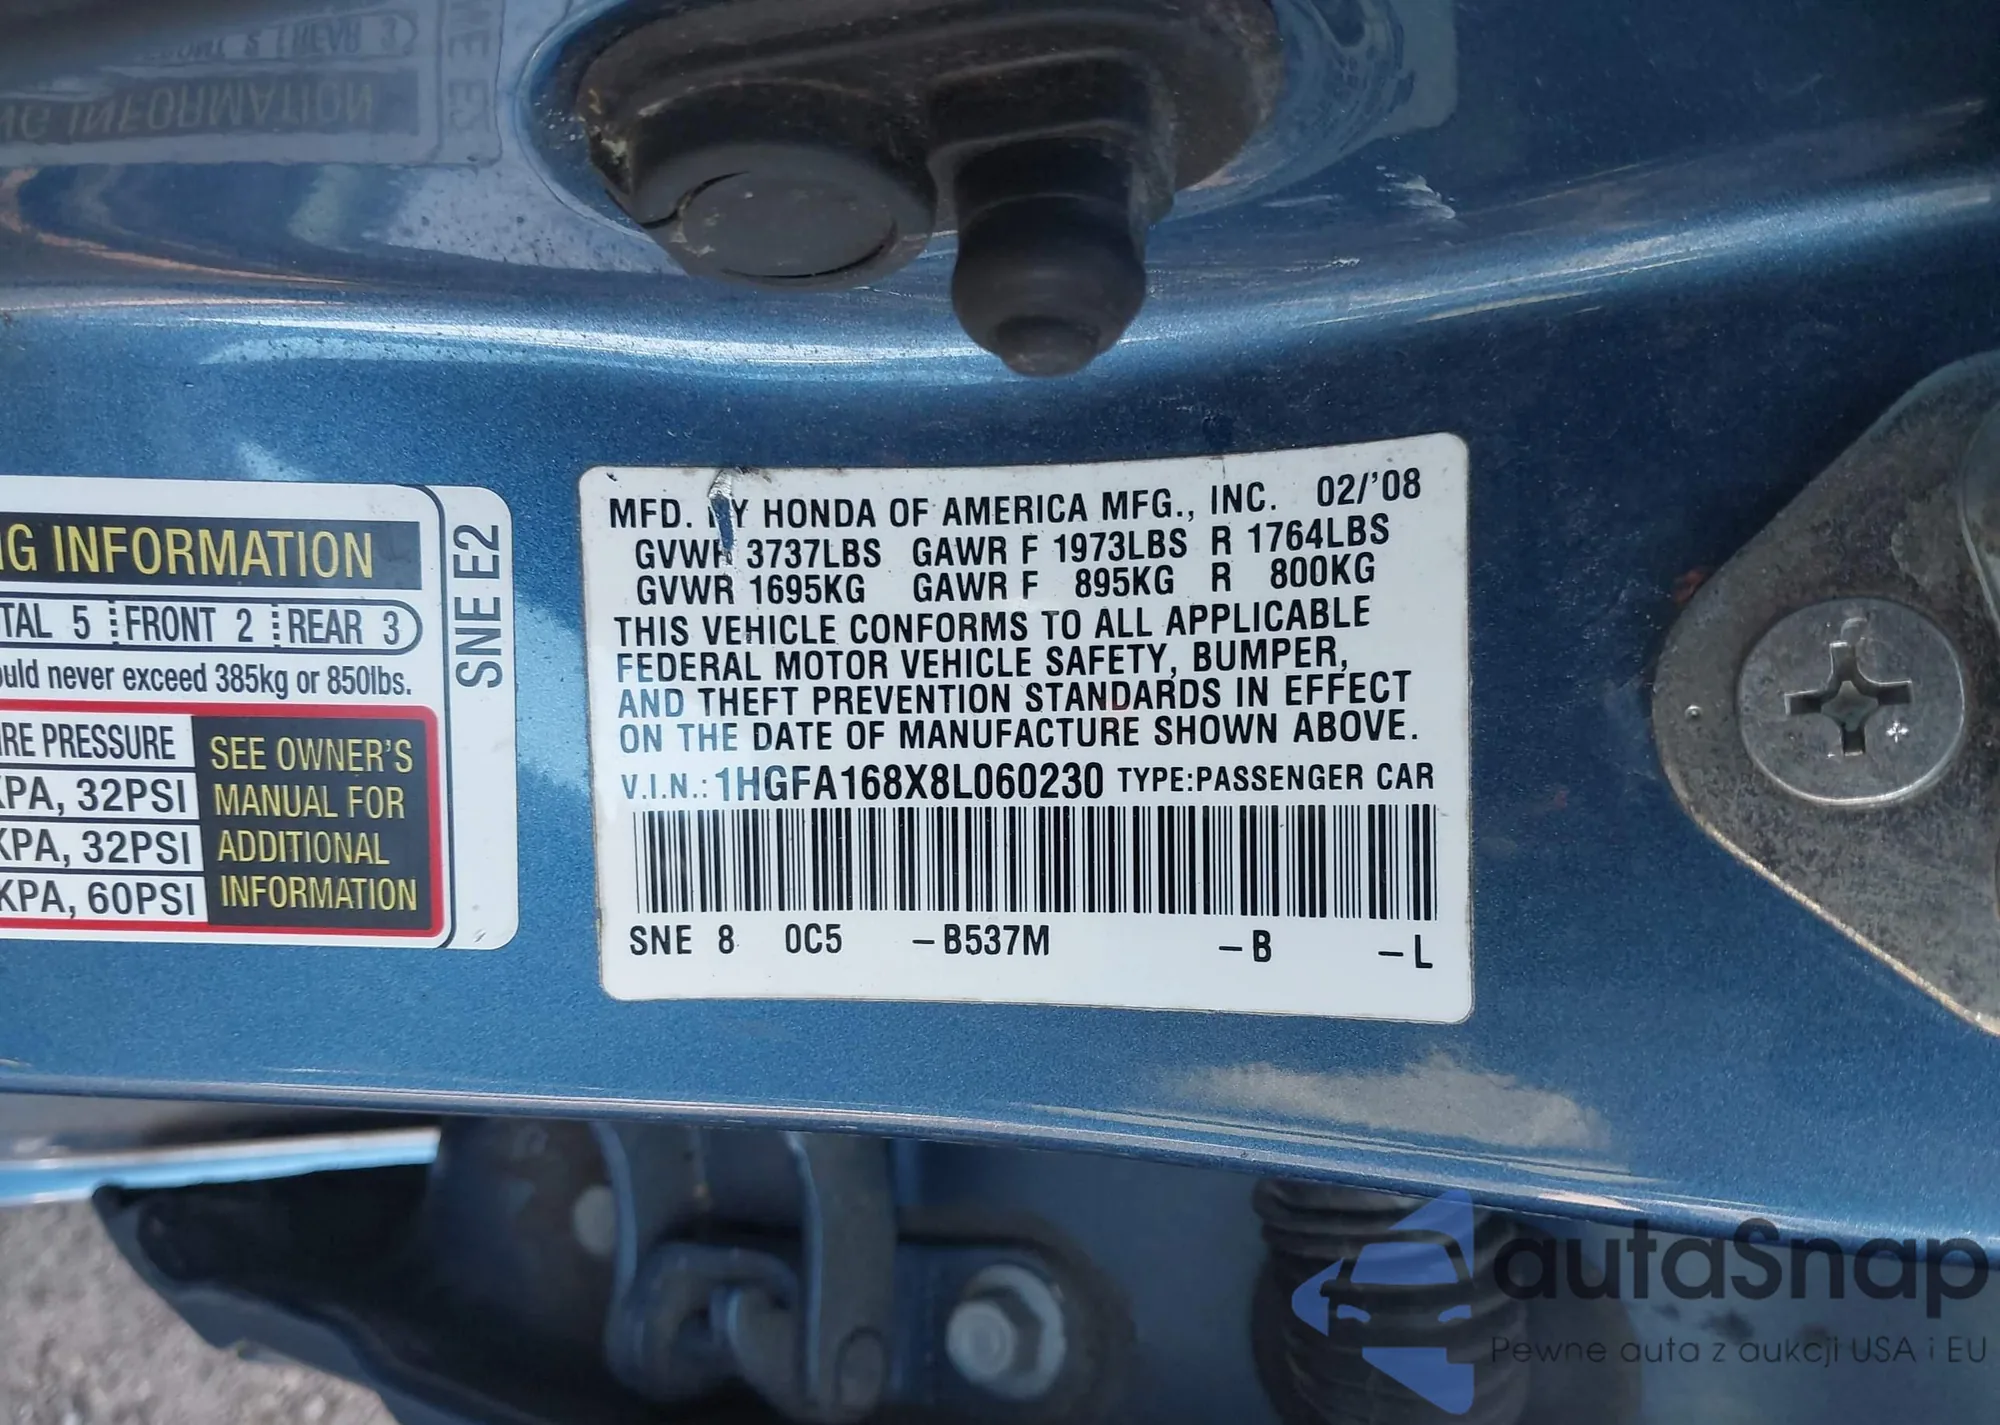 G INFORMATION
TAL 5 FRONT 2 REAR 3
ould never exceed 385kg or 850lbs.
IRE PRESSURE
KPA, 32PSI
KPA, 32PSI
KPA, 60PSI
SEE OWNER'S
MANUAL FOR
ADDITIONAL
INFORMATION
SNE E2
MFD. BY HONDA OF AMERICA MFG., INC. 02/'08
GVWR 3737LBS GAWR F 1973LBS R 1764LBS
GVWR 1695KG GAWR F 895KG R 800KG
THIS VEHICLE CONFORMS TO ALL APPLICABLE
FEDERAL MOTOR VEHICLE SAFETY, BUMPER,
AND THEFT PREVENTION STANDARDS IN EFFECT
ON THE DATE OF MANUFACTURE SHOWN ABOVE.
V.I.N.: 1HGFA168X8L060230 TYPE:PASSENGER CAR
SNE 8 0C5 -B537M -B -L
autaSnap
Pewne auta z aukcji USA i EU